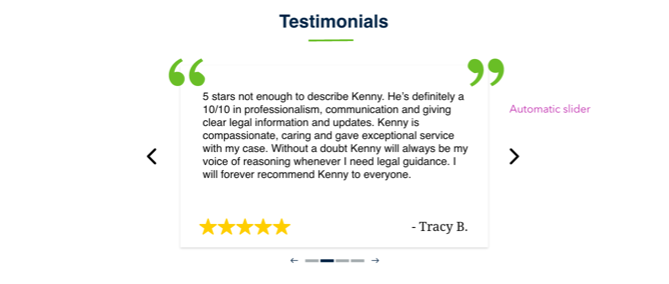 Testimonials
5 stars not enough to describe Kenny. He's definitely a
10/10 in professionalism, communication and giving
clear legal information and updates. Kenny is
compassionate, caring and gave exceptional service
with my case. Without a doubt Kenny will always be my
voice of reasoning whenever I need legal guidance. I
will forever recommend Kenny to everyone.
Automatic slider
- Tracy B.